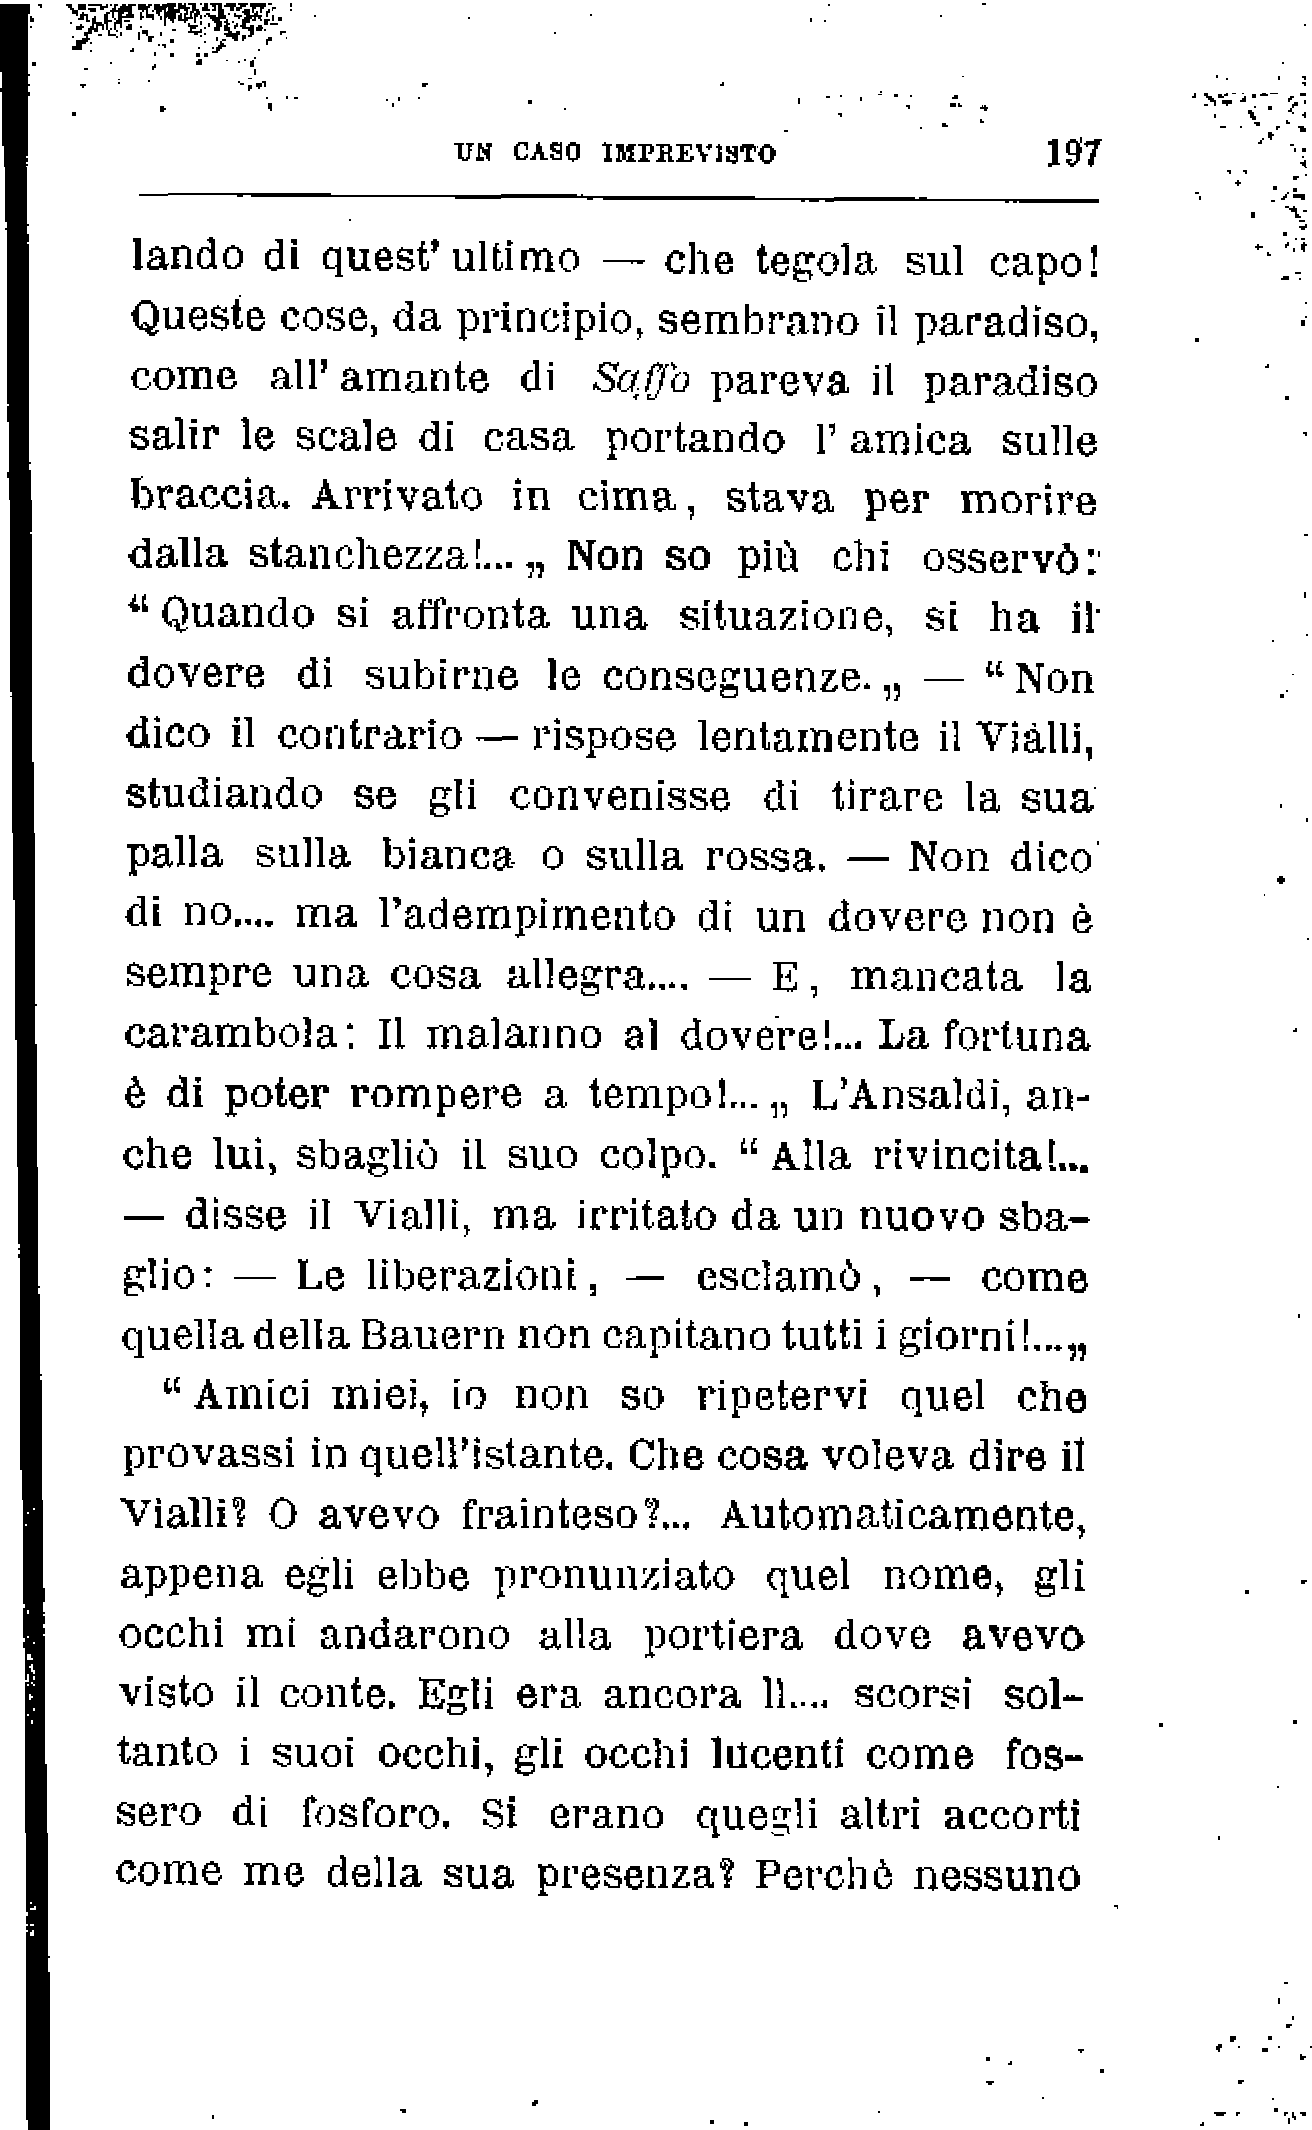 UN CASO IMPREVISTO 197
lando di quest' ultimo — che tegola sul capo!
Queste cose, da principio, sembrano il paradiso,
come all' amante di Saffo pareva il paradiso
salir le scale di casa portando l' amica sulle
braccia. Arrivato in cima, stava per morire
dalla stanchezza!... „ Non so più chi osservò:
“ Quando si affronta una situazione, si ha il
dovere di subirne le conseguenze. „ — “ Non
dico il contrario — rispose lentamente il Vialli,
studiando se gli convenisse di tirare la sua
palla sulla bianca o sulla rossa. — Non dico
di no.... ma l'adempimento di un dovere non è
sempre una cosa allegra.... — E, mancata la
carambola: Il malanno al dovere!... La fortuna
è di poter rompere a tempo!... „ L'Ansaldi, an-
che lui, sbagliò il suo colpo. “ Alla rivincita!...
— disse il Vialli, ma irritato da un nuovo sba-
glio: — Le liberazioni, — esclamò, — come
quella della Bauern non capitano tutti i giorni!...„
“ Amici miei, io non so ripetervi quel che
provassi in quell'istante. Che cosa voleva dire il
Vialli? O avevo frainteso?... Automaticamente,
appena egli ebbe pronunziato quel nome, gli
occhi mi andarono alla portiera dove avevo
visto il conte. Egli era ancora lì.... scorsi sol-
tanto i suoi occhi, gli occhi lucenti come fos-
sero di fosforo. Si erano quegli altri accorti
come me della sua presenza? Perchè nessuno